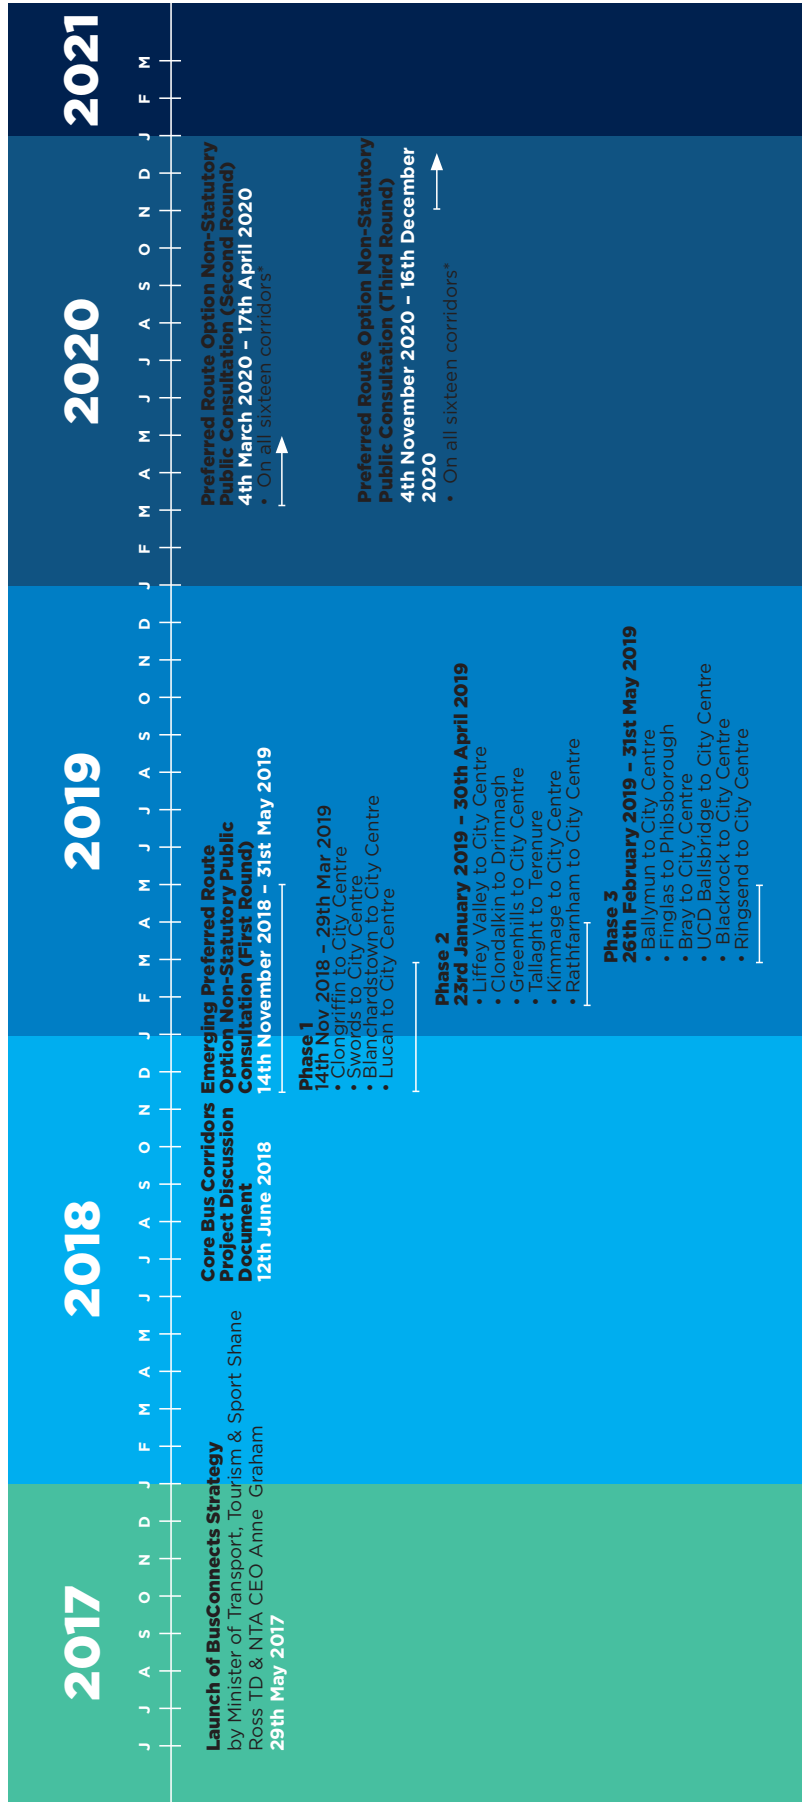 2017
2018
2019
2020
2021
J J A S O N D J F M A M J J A S O N D J F M A M J J A S O N D J F M A M J J A S O N D J F M
Launch of BusConnects Strategy
by Minister of Transport, Tourism & Sport Shane
Ross TD & NTA CEO Anne Graham
29th May 2017
Core Bus Corridors
Project Discussion
Document
12th June 2018
Emerging Preferred Route
Option Non-Statutory Public
Consultation (First Round)
14th November 2018 – 31st May 2019
Phase 1
14th Nov 2018 – 29th Mar 2019
• Clongriffin to City Centre
• Swords to City Centre
• Blanchardstown to City Centre
• Lucan to City Centre
Phase 2
23rd January 2019 – 30th April 2019
• Liffey Valley to City Centre
• Clondalkin to Drimnagh
• Greenhills to City Centre
• Tallaght to Terenure
• Kimmage to City Centre
• Rathfarnham to City Centre
Phase 3
26th February 2019 – 31st May 2019
• Ballymun to City Centre
• Finglas to Phibsborough
• Bray to City Centre
• UCD Ballsbridge to City Centre
• Blackrock to City Centre
• Ringsend to City Centre
Preferred Route Option Non-Statutory
Public Consultation (Second Round)
4th March 2020 – 17th April 2020
• On all sixteen corridors*
Preferred Route Option Non-Statutory
Public Consultation (Third Round)
4th November 2020 – 16th December
2020
• On all sixteen corridors*